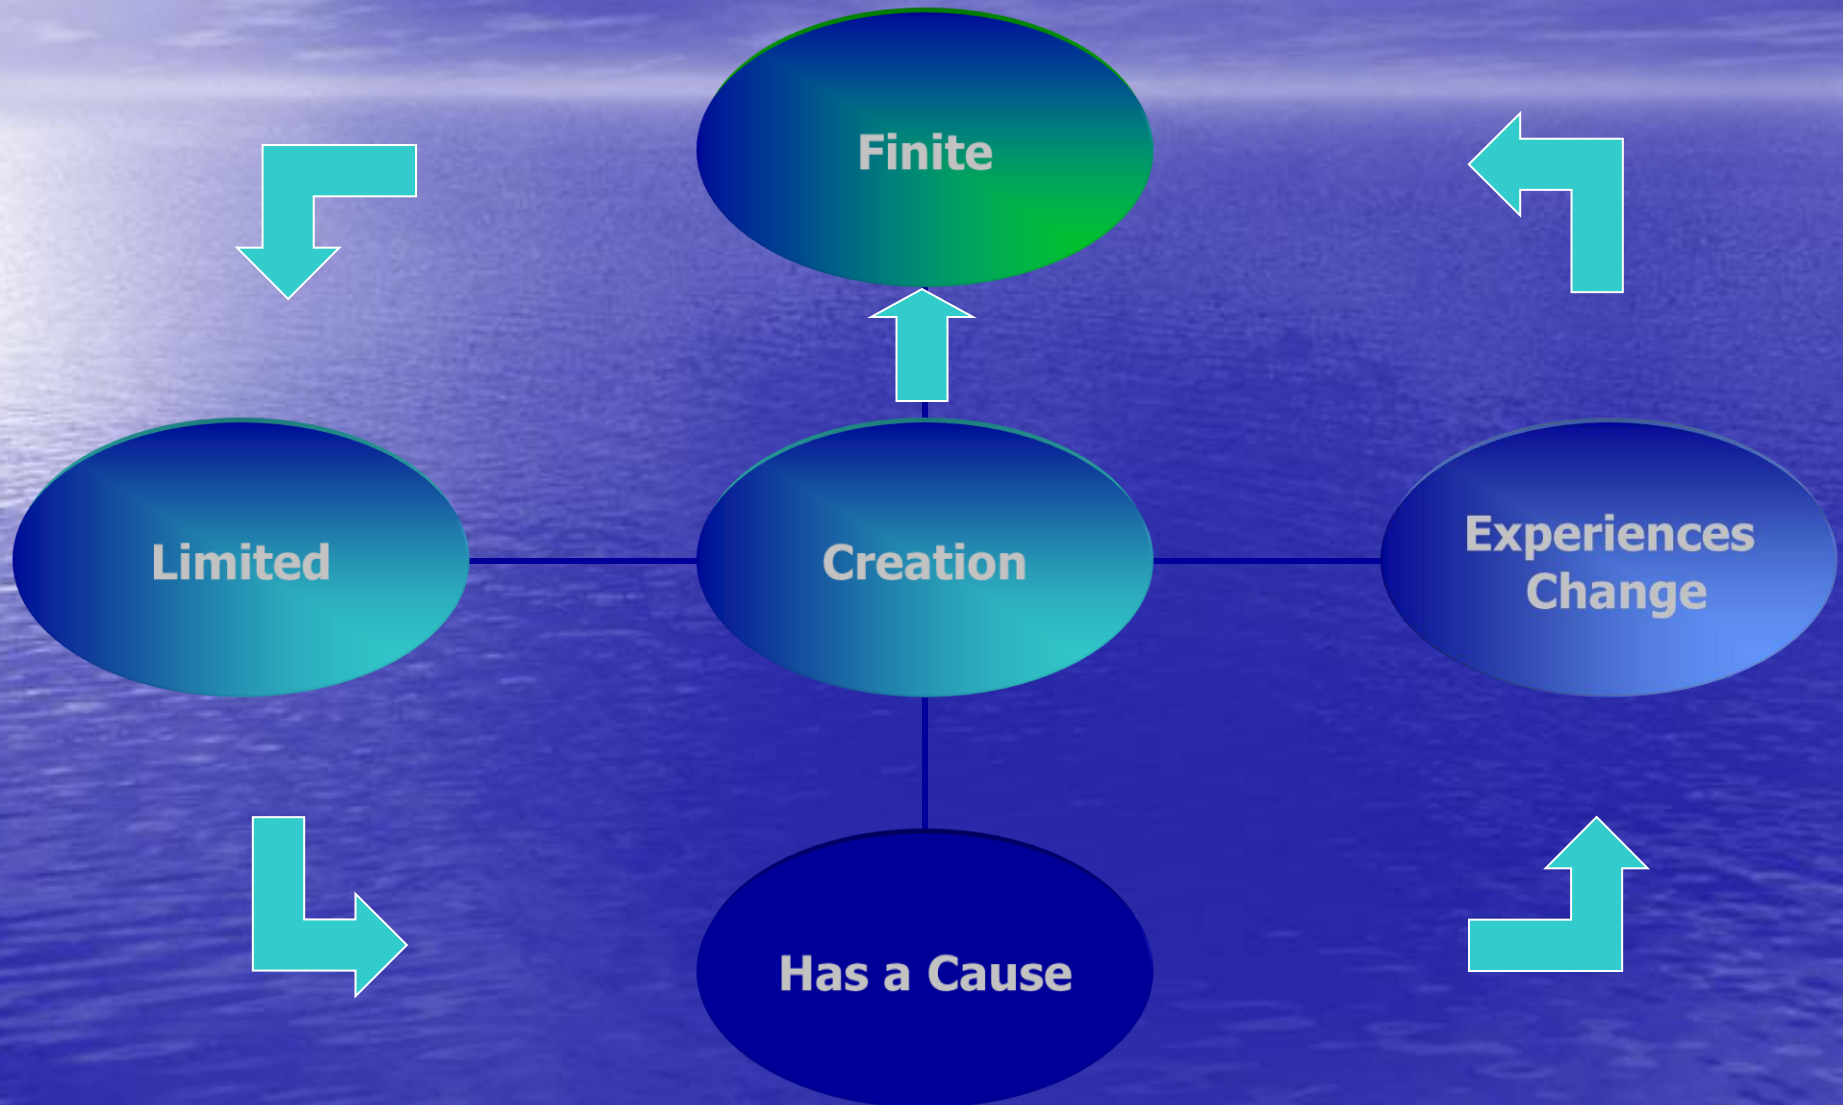 Finite
Limited
Creation
Experiences
Change
Has a Cause